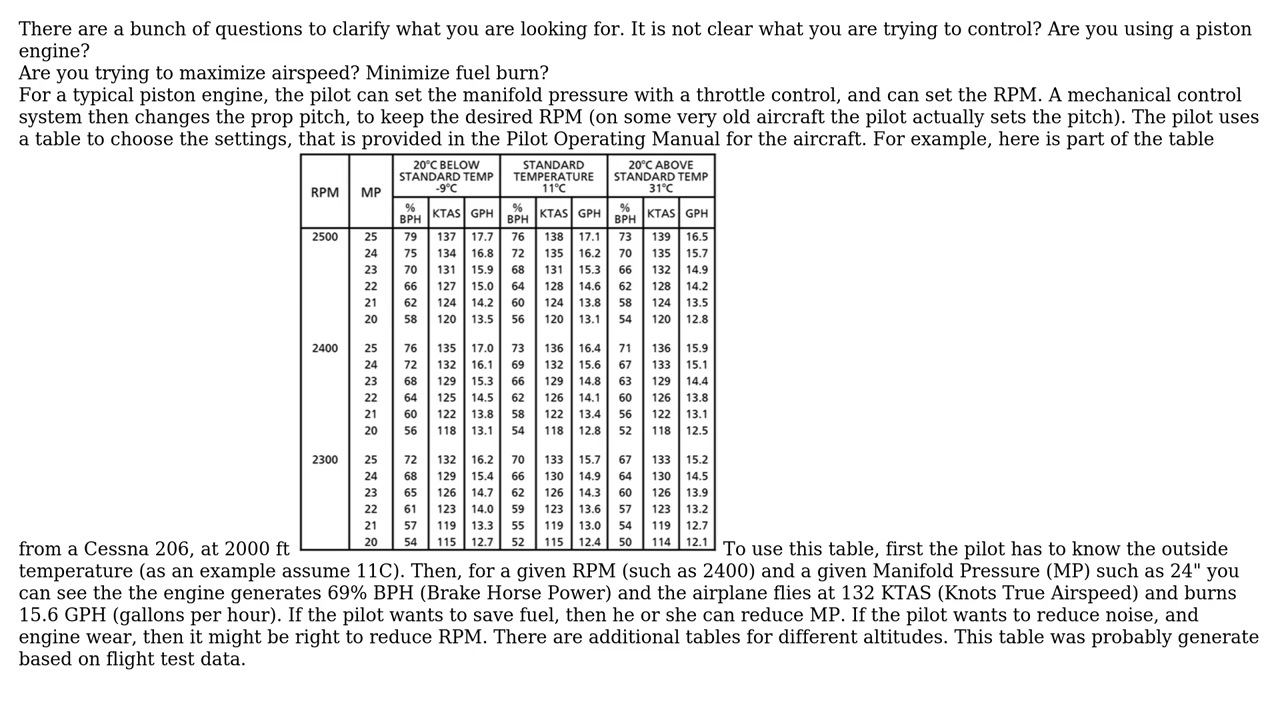 There are a bunch of questions to clarify what you are looking for. It is not clear what you are trying to control? Are you using a piston
engine?
Are you trying to maximize airspeed? Minimize fuel burn?
For a typical piston engine, the pilot can set the manifold pressure with a throttle control, and can set the RPM. A mechanical control
system then changes the prop pitch, to keep the desired RPM (on some very old aircraft the pilot actually sets the pitch). The pilot uses
a table to choose the settings, that is provided in the Pilot Operating Manual for the aircraft. For example, here is part of the table
20°C BELOW STANDARD TEMP -9°C
STANDARD TEMPERATURE 11°C
20°C ABOVE STANDARD TEMP 31°C
RPM MP % BPH KTAS GPH % BPH KTAS GPH % BPH KTAS GPH
2500 25 79 137 17.7 76 138 17.1 73 139 16.5
24 75 134 16.8 72 135 16.2 70 135 15.7
23 70 131 15.9 68 131 15.3 66 132 14.9
22 66 127 15.0 64 128 14.6 62 128 14.2
21 62 124 14.2 60 124 13.8 58 124 13.5
20 58 120 13.5 56 120 13.1 54 120 12.8
2400 25 76 135 17.0 73 136 16.4 71 136 15.9
24 72 132 16.1 69 132 15.6 67 133 15.1
23 68 129 15.3 66 129 14.8 63 129 14.4
22 64 125 14.5 62 126 14.1 60 126 13.8
21 60 122 13.8 58 122 13.4 56 122 13.1
20 56 118 13.1 54 118 12.8 52 118 12.5
2300 25 72 132 16.2 70 133 15.7 67 133 15.2
24 68 129 15.4 66 130 14.9 64 130 14.5
23 65 126 14.7 62 126 14.3 60 126 13.9
22 61 123 14.0 59 123 13.6 57 123 13.2
21 57 119 13.3 55 119 13.0 54 119 12.7
20 54 115 12.7 52 115 12.4 50 114 12.1
from a Cessna 206, at 2000 ft To use this table, first the pilot has to know the outside
temperature (as an example assume 11C). Then, for a given RPM (such as 2400) and a given Manifold Pressure (MP) such as 24" you
can see the the engine generates 69% BPH (Brake Horse Power) and the airplane flies at 132 KTAS (Knots True Airspeed) and burns
15.6 GPH (gallons per hour). If the pilot wants to save fuel, then he or she can reduce MP. If the pilot wants to reduce noise, and
engine wear, then it might be right to reduce RPM. There are additional tables for different altitudes. This table was probably generate
based on flight test data.